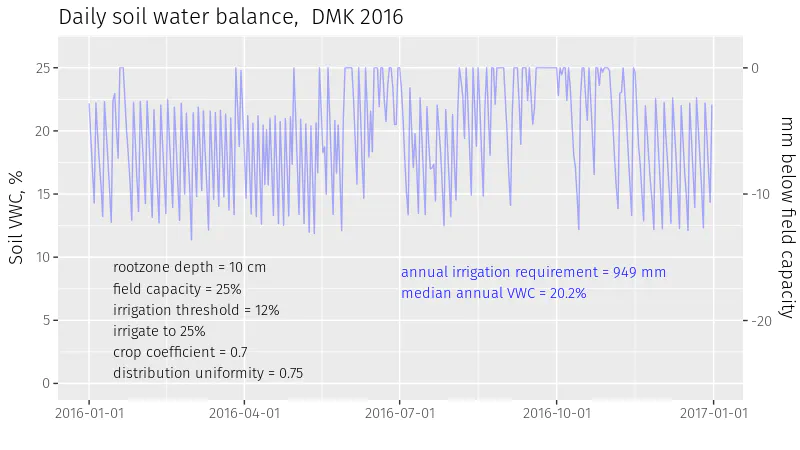 Daily soil water balance,  DMK 2016
Soil VWC, %
25
20
15
10
5
0
0
-10
-20
mm below field capacity
rootzone depth = 10 cm
field capacity = 25%
irrigation threshold = 12%
irrigate to 25%
crop coefficient = 0.7
distribution uniformity = 0.75
annual irrigation requirement = 949 mm
median annual VWC = 20.2%
2016-01-01
2016-04-01
2016-07-01
2016-10-01
2017-01-01